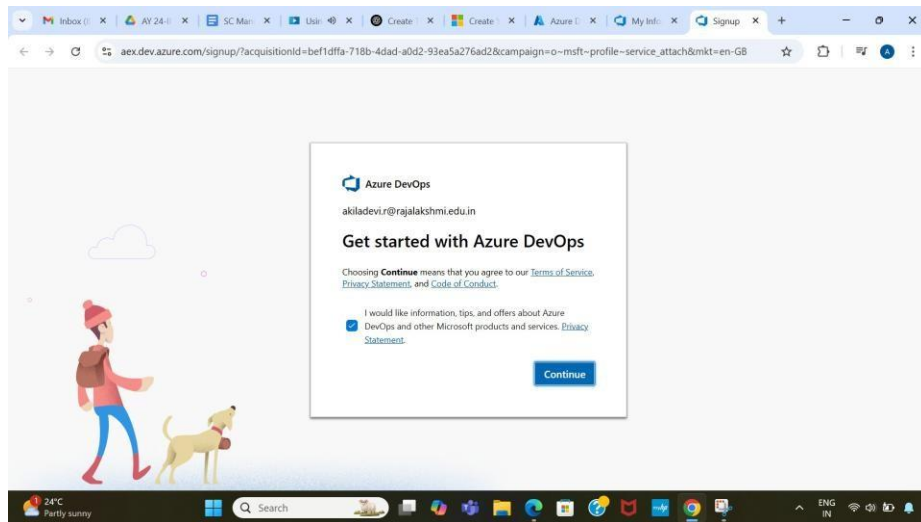 Inbox (
AY 24-
SC Man
Usin
Create
Create
Azure D
My Info
Signup
aex.dev.azure.com/signup/?acquisitionId=bef1dffa-718b-4dad-a0d2-93ea5a276ad2&campaign=o~msft~profile~service_attach&mkt=en-GB
A
Azure DevOps
akiladevi.r@rajalakshmi.edu.in
Get started with Azure DevOps
Choosing Continue means that you agree to our Terms of Service,
Privacy Statement, and Code of Conduct.
I would like information, tips, and offers about Azure
DevOps and other Microsoft products and services. Privacy
Statement.
Continue
1
24°C
Partly sunny
Search
ENG
IN